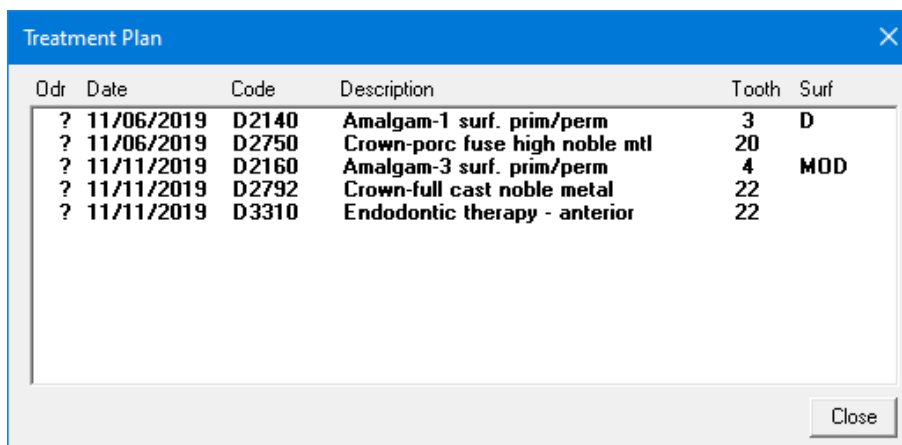 Treatment Plan
Odr Date Code Description Tooth Surf
? 11/06/2019 D2140 Amalgam-1 surf. prim/perm 3 D
? 11/06/2019 D2750 Crown-porc fuse high noble mtl 20
? 11/11/2019 D2160 Amalgam-3 surf. prim/perm 4 MOD
? 11/11/2019 D2792 Crown-full cast noble metal 22
? 11/11/2019 D3310 Endodontic therapy - anterior 22
Close